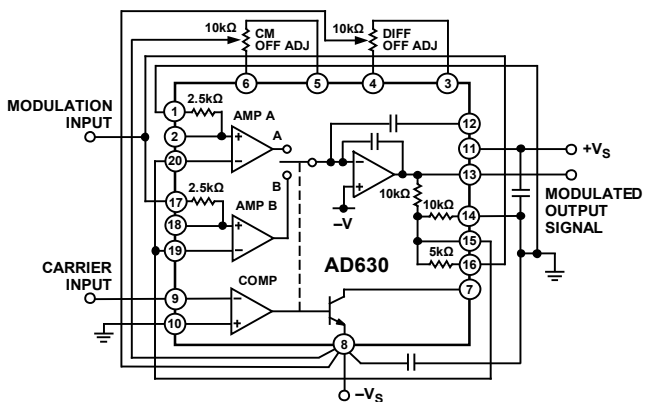 10kΩ
CM
OFF ADJ
10kΩ
DIFF
OFF ADJ
6
5
4
3
MODULATION
INPUT
1
2.5kΩ
AMP A
2
A
20
12
11
+VS
13
B
17
2.5kΩ
10kΩ
10kΩ
MODULATED
OUTPUT
SIGNAL
18
AMP B
–V
14
19
15
5kΩ
16
CARRIER
INPUT
AD630
7
9
COMP
10
8
–VS